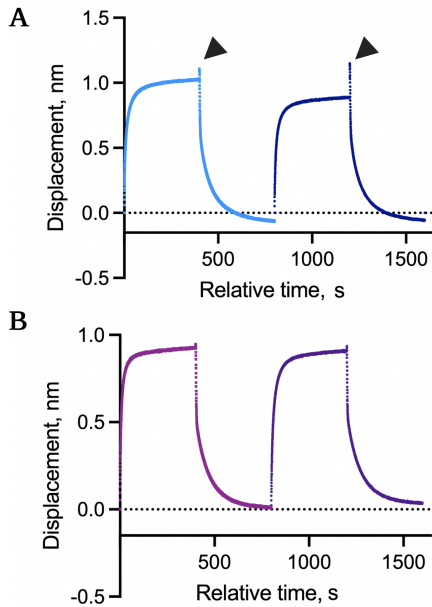 A
1.5
1.0
0.5
0.0
-0.5
Displacement, nm
500 1000 1500
Relative time, s
B
1.0
0.5
0.0
-0.5
Displacement, nm
500 1000 1500
Relative time, s